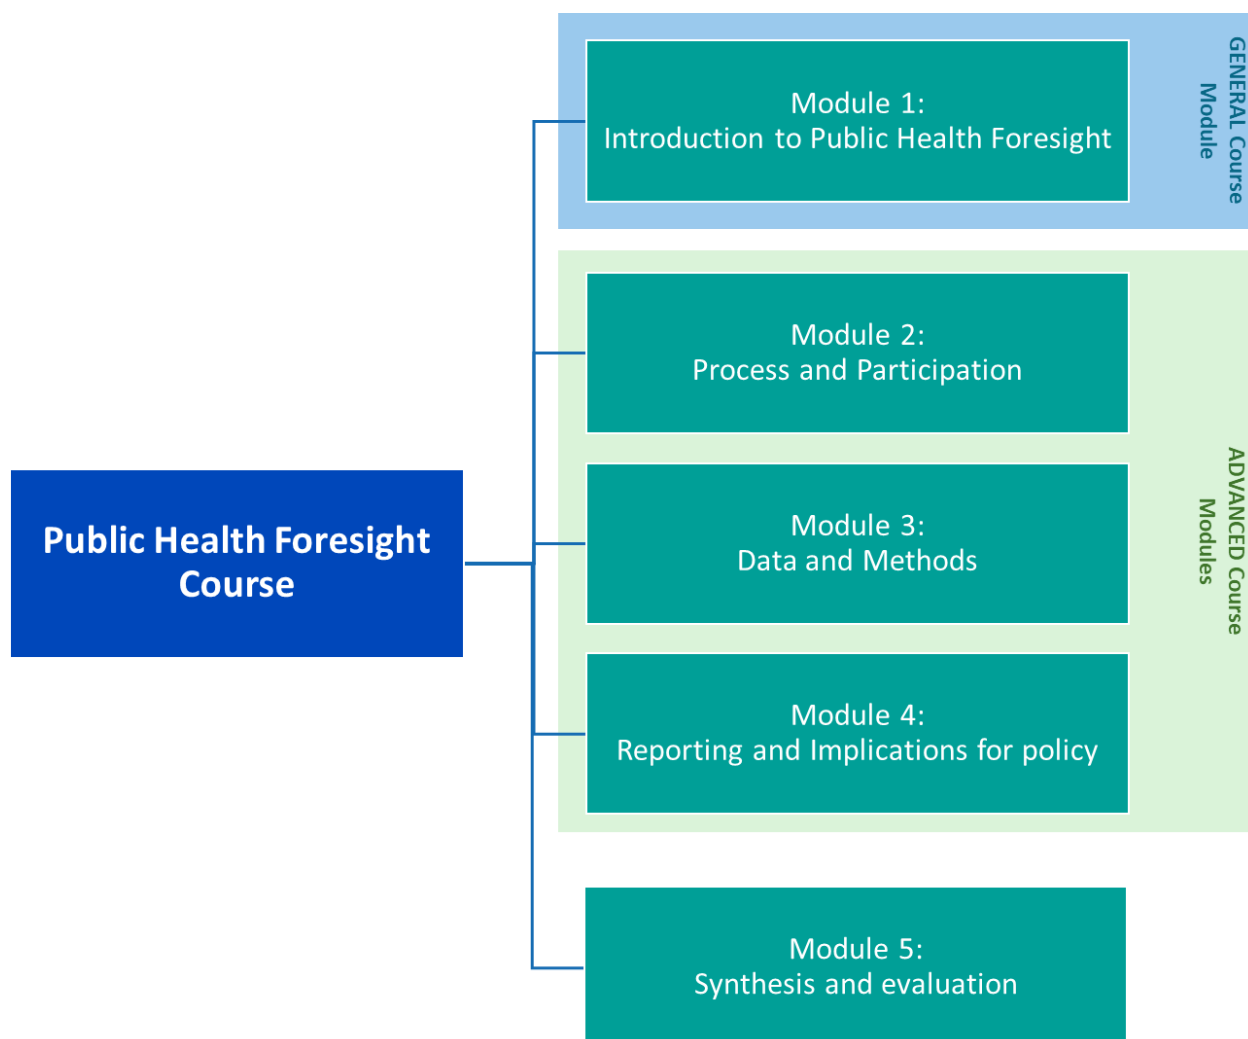 Public Health Foresight
Course
Module 1:
Introduction to Public Health Foresight
GENERAL Course
Module
Module 2:
Process and Participation
Module 3:
Data and Methods
Module 4:
Reporting and Implications for policy
ADVANCED Course
Modules
Module 5:
Synthesis and evaluation